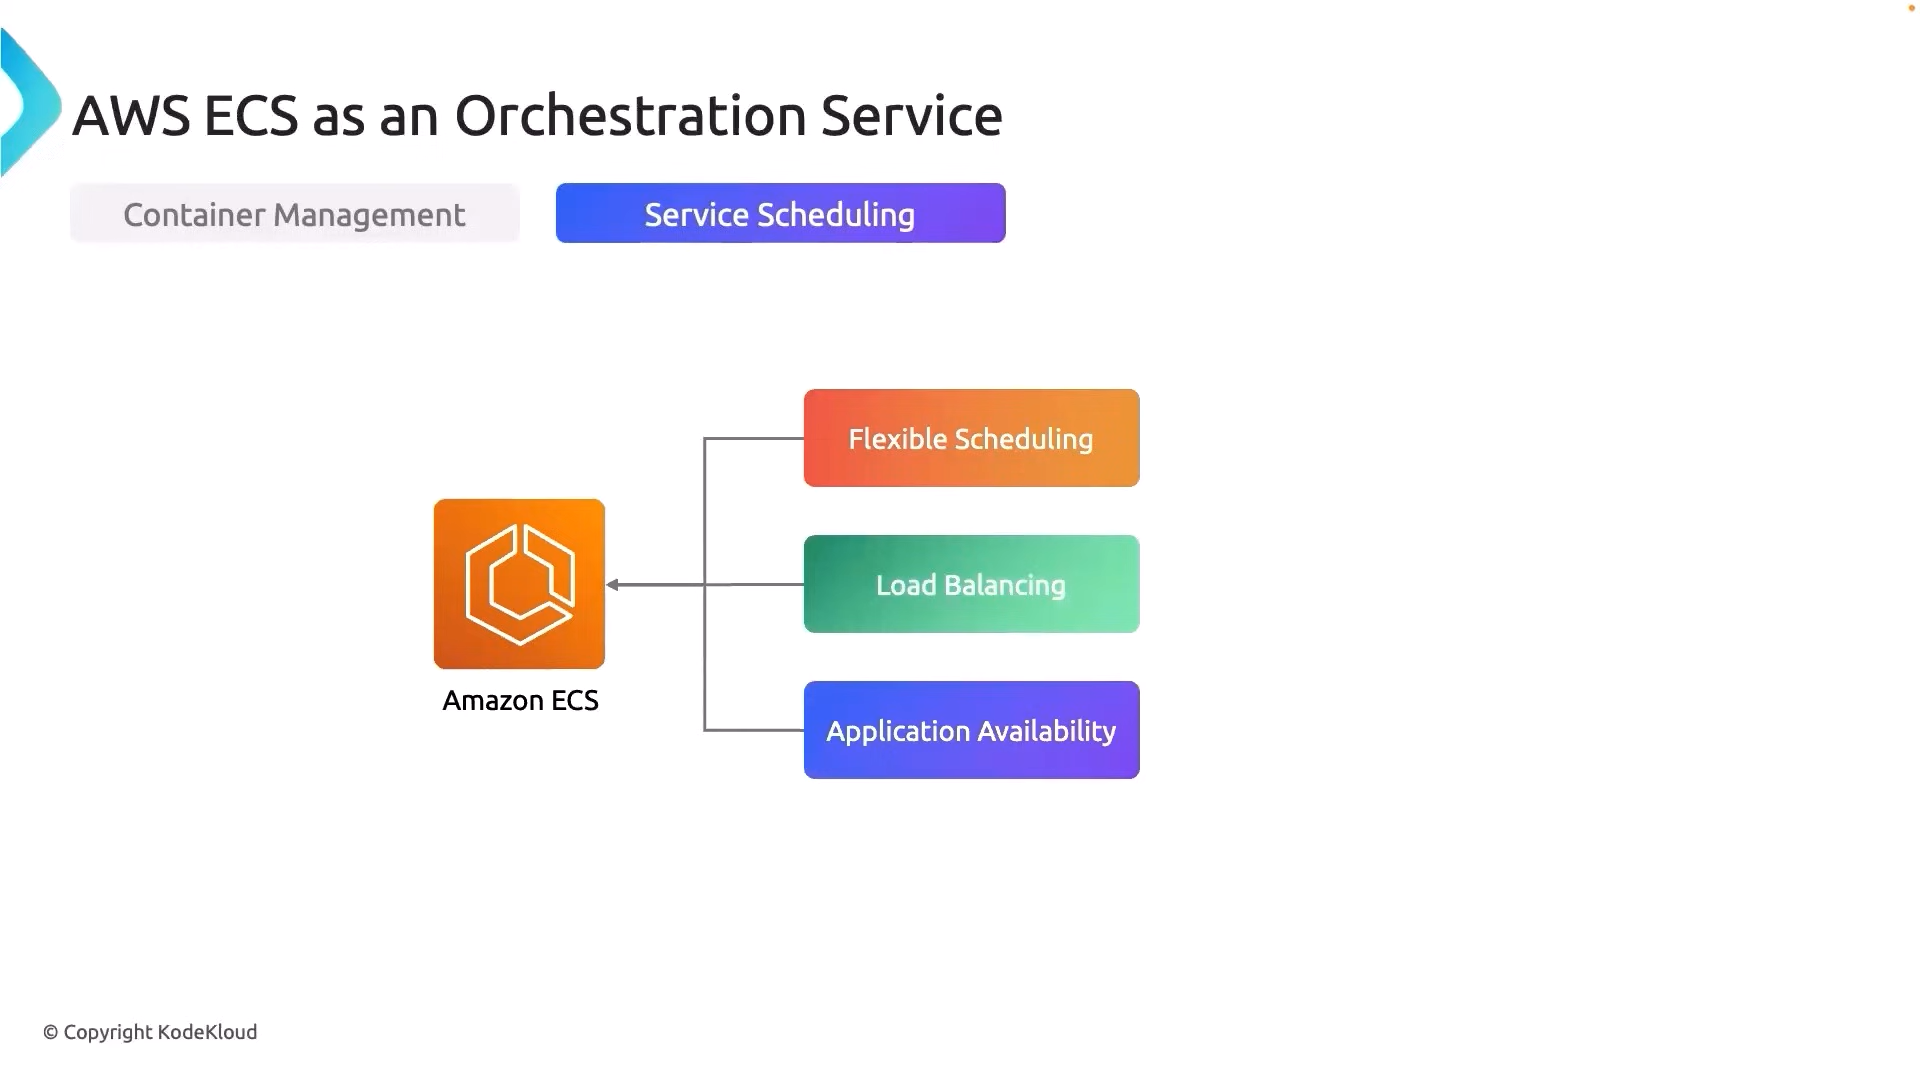 AWS ECS as an Orchestration Service
Container Management
Service Scheduling
Flexible Scheduling
Load Balancing
Application Availability
Amazon ECS
© Copyright KodeKloud